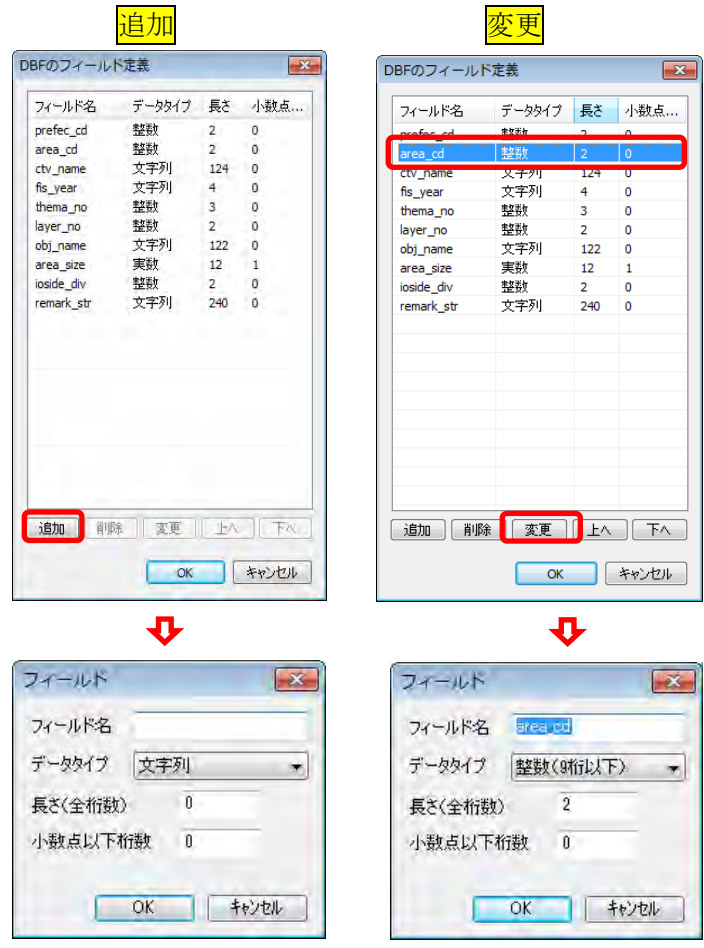 追加
DBFのフィールド定義
フィールド名 データタイプ 長さ 小数点...
prefec_cd 整数 2 0
area_cd 整数 2 0
ctv_name 文字列 124 0
fis_year 文字列 4 0
thema_no 整数 3 0
layer_no 整数 2 0
obj_name 文字列 122 0
area_size 実数 12 1
ioside_div 整数 2 0
remark_str 文字列 240 0
追加 削除 変更 上へ 下へ
OK キャンセル
フィールド
フィールド名
データタイプ 文字列
長さ(全桁数) 0
小数点以下桁数 0
OK キャンセル
変更
DBFのフィールド定義
フィールド名 データタイプ 長さ 小数点...
prefec_cd 整数 2 0
area_cd 整数 2 0
ctv_name 文字列 124 0
fis_year 文字列 4 0
thema_no 整数 3 0
layer_no 整数 2 0
obj_name 文字列 122 0
area_size 実数 12 1
ioside_div 整数 2 0
remark_str 文字列 240 0
追加 削除 変更 上へ 下へ
OK キャンセル
フィールド
フィールド名 area_cd
データタイプ 整数(9桁以下)
長さ(全桁数) 2
小数点以下桁数 0
OK キャンセル